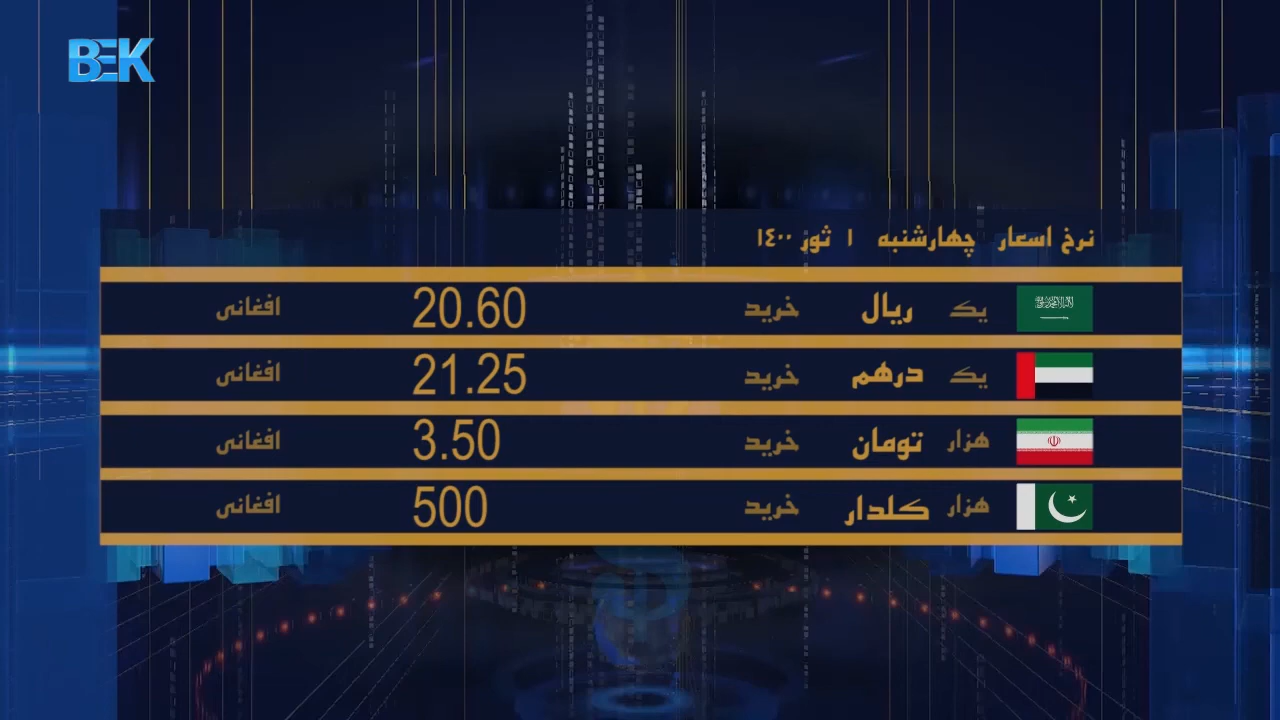 BEK
نرخ اسعار چهارشنبه ۱ ثور ۱۴۰۰
یک ریال خرید 20.60 افغانی
یک درهم خرید 21.25 افغانی
هزار تومان خرید 3.50 افغانی
هزار کلدار خرید 500 افغانی